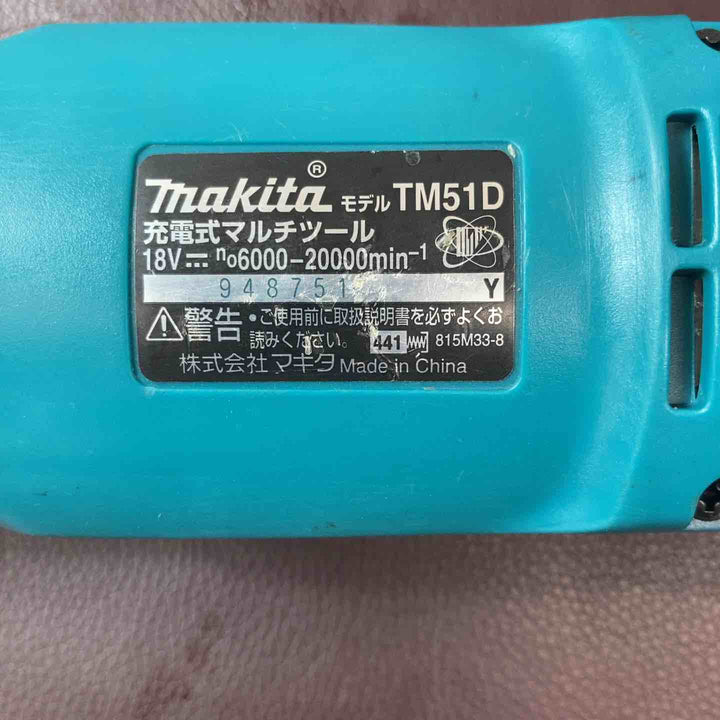 makita® モデル TM51D
充電式マルチツール
18V⎓ n₀6000–20000min⁻¹
948751 Y
⚠警告・ご使用前に取扱説明書を必ずよくお
読みください。 441 815M33-8
株式会社 マキタ Made in China